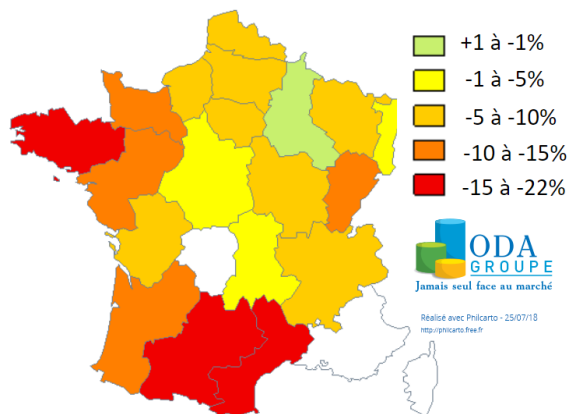 +1 à -1%
-1 à -5%
-5 à -10%
-10 à -15%
-15 à -22%
ODA
GROUPE
Jamais seul face au marché
Réalisé avec Philcarto - 25/07/18
http://philcarto.free.fr